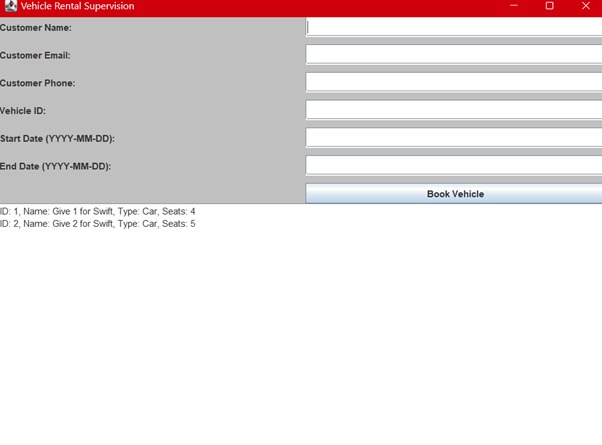 Vehicle Rental Supervision
Customer Name:
Customer Email:
Customer Phone:
Vehicle ID:
Start Date (YYYY-MM-DD):
End Date (YYYY-MM-DD):
Book Vehicle
ID: 1, Name: Give 1 for Swift, Type: Car, Seats: 4
ID: 2, Name: Give 2 for Swift, Type: Car, Seats: 5